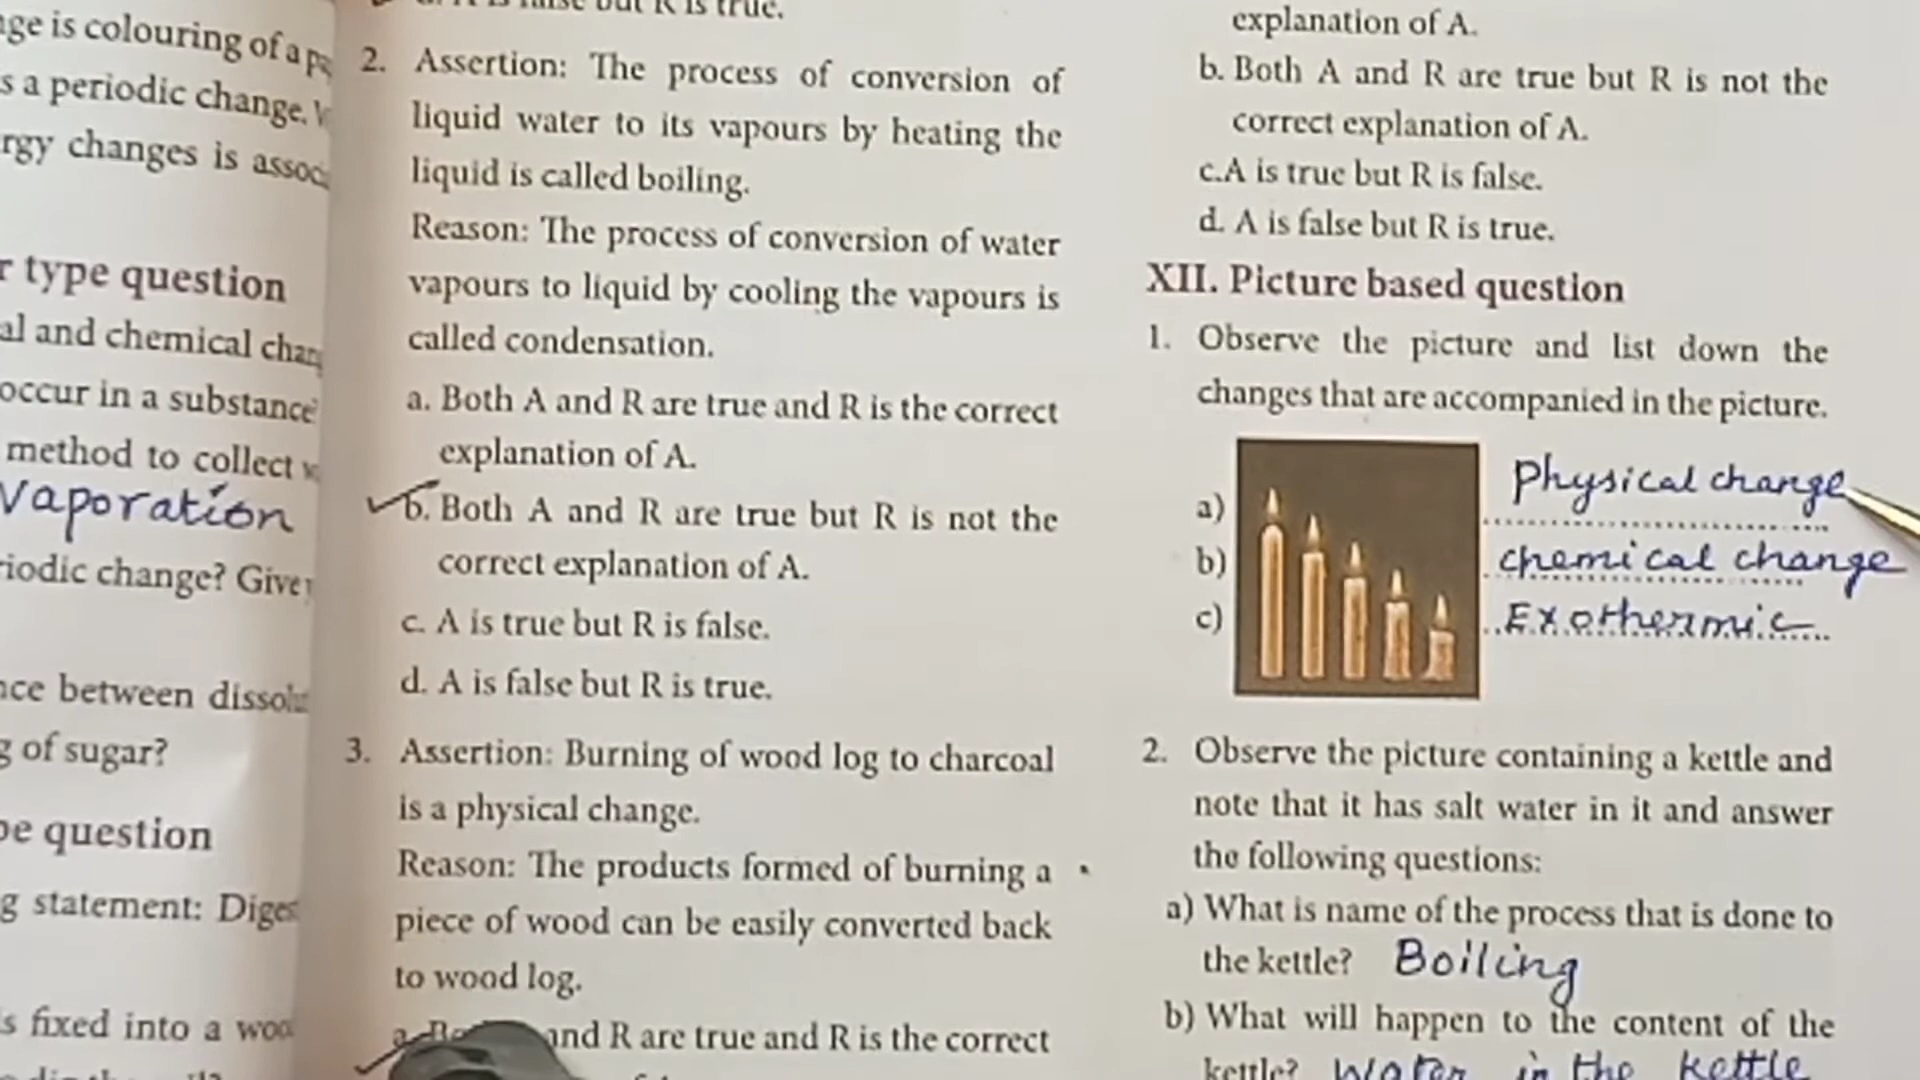 ge is colouring of a
s a periodic change.
rgy changes is
r type question
al and chemical
occur in a substance
method to collect
vaporation
iodic change? Give
nce between
g of sugar?
pe question
g statement:
s fixed into a
R is true.
2. Assertion: The process of conversion of
liquid water to its vapours by heating the
liquid is called boiling.
Reason: The process of conversion of water
vapours to liquid by cooling the vapours is
called condensation.
a. Both A and R are true and R is the correct
explanation of A.
b. Both A and R are true but R is not the
correct explanation of A.
c. A is true but R is false.
d. A is false but R is true.
3. Assertion: Burning of wood log to charcoal
is a physical change.
Reason: The products formed of burning a
piece of wood can be easily converted back
to wood log.
and R are true and R is the correct
explanation of A.
b. Both A and R are true but R is not the
correct explanation of A.
c.A is true but R is false.
d. A is false but R is true.
XII. Picture based question
1. Observe the picture and list down the
changes that are accompanied in the picture.
a) Physical change
b) chemical change
c) Exothermic
2. Observe the picture containing a kettle and
note that it has salt water in it and answer
the following questions:
a) What is name of the process that is done to
the kettle? Boiling
b) What will happen to the content of the
kettle? Water in the kettle